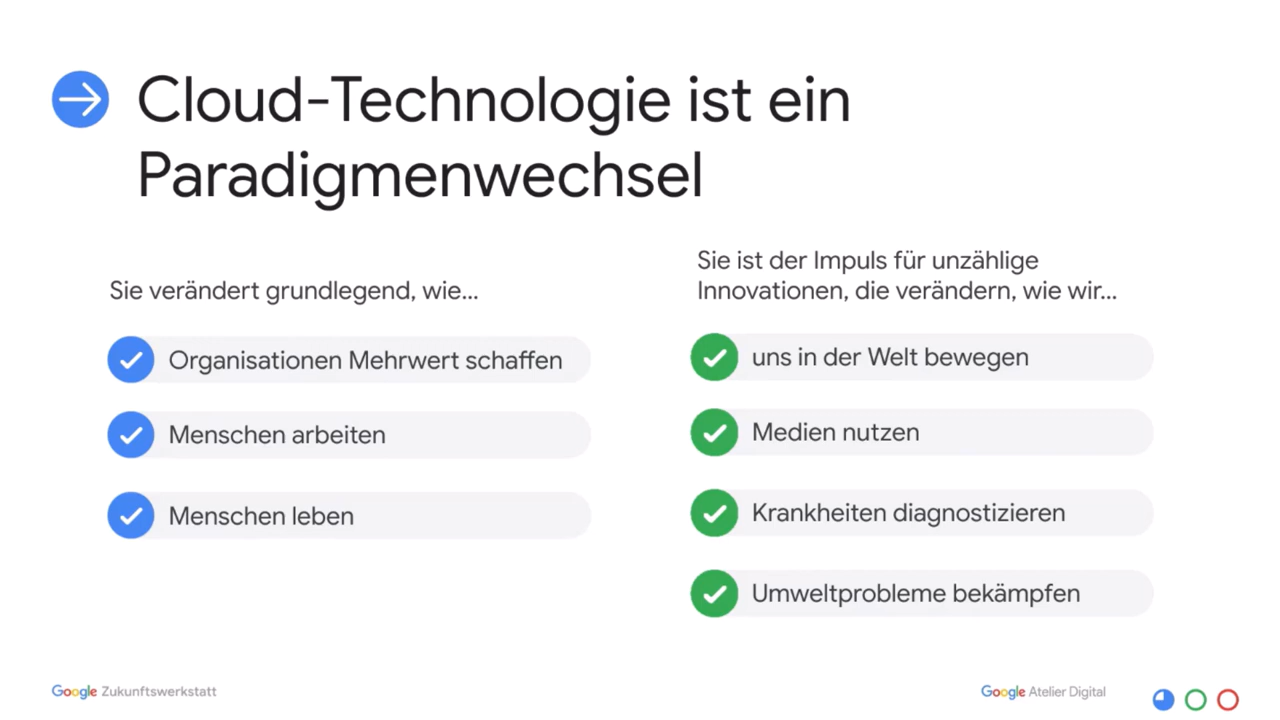 Cloud-Technologie ist ein
Paradigmenwechsel
Sie verändert grundlegend, wie...
Organisationen Mehrwert schaffen
Menschen arbeiten
Menschen leben
Sie ist der Impuls für unzählige
Innovationen, die verändern, wie wir...
uns in der Welt bewegen
Medien nutzen
Krankheiten diagnostizieren
Umweltprobleme bekämpfen
Google Zukunftswerkstatt
Google Atelier Digital